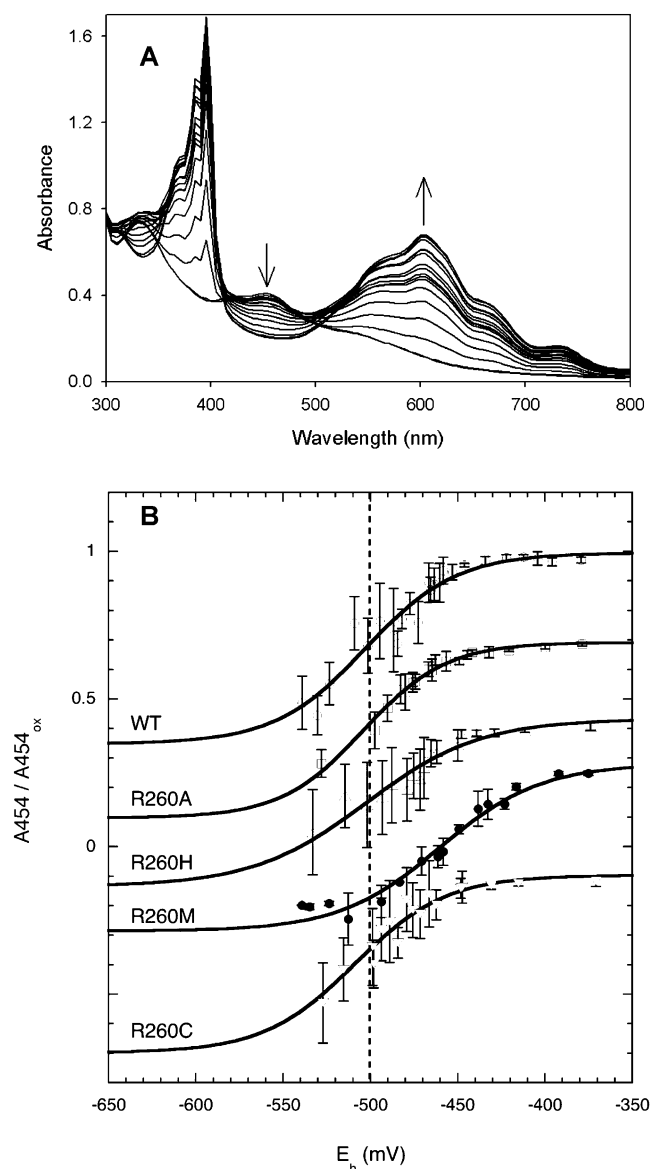 A
1.6
1.2
0.8
0.4
0.0
Absorbance
300 400 500 600 700 800
Wavelength (nm)
B
1
0.5
0
A454 / A454ox
WT
R260A
R260H
R260M
R260C
-650 -600 -550 -500 -450 -400 -350
Eh (mV)